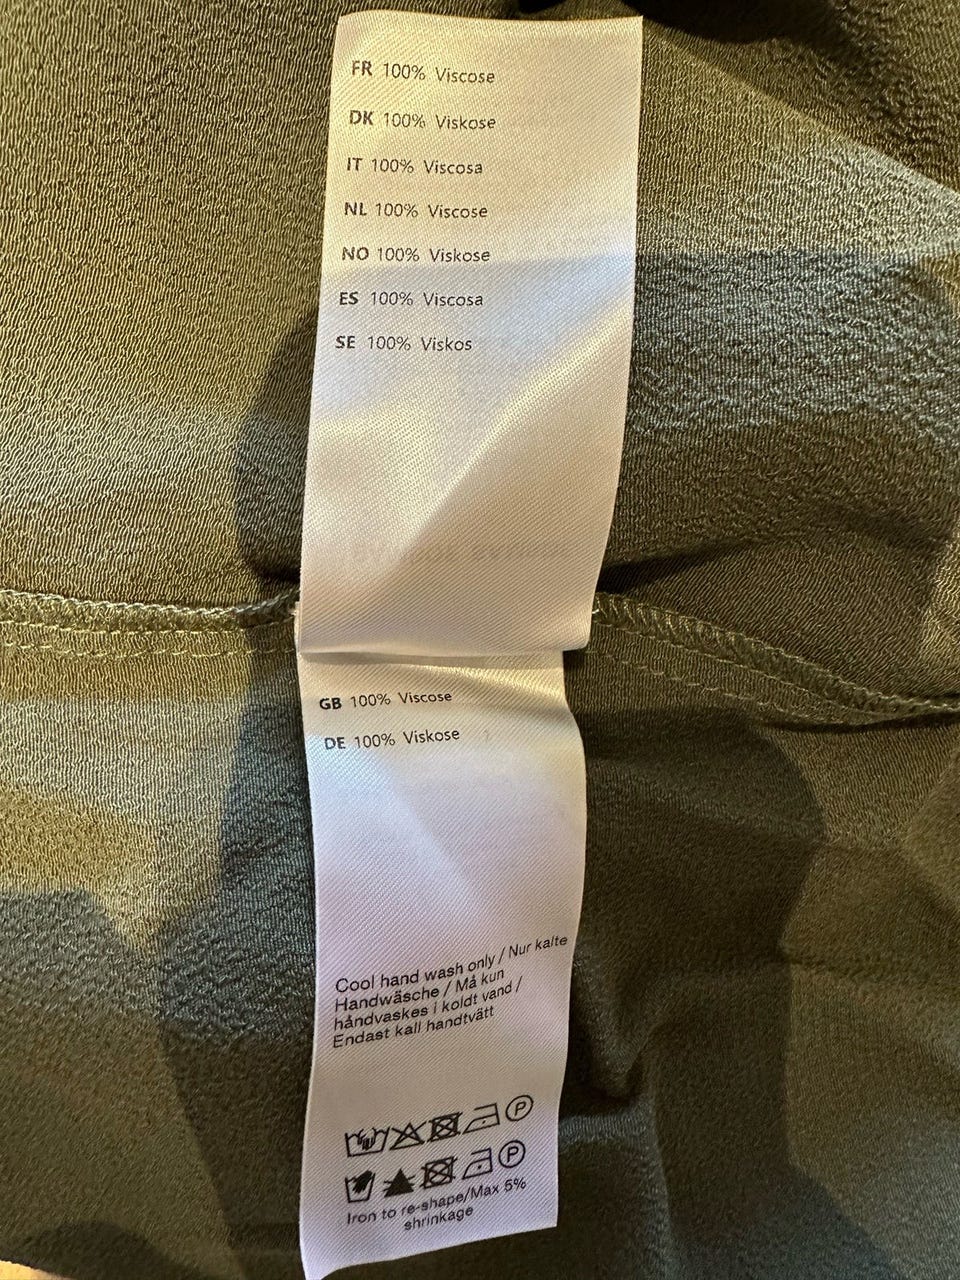 FR 100% Viscose
DK 100% Viskose
IT 100% Viscosa
NL 100% Viscose
NO 100% Viskose
ES 100% Viscosa
SE 100% Viskos
GB 100% Viscose
DE 100% Viskose
Cool hand wash only / Nur kalte
Handwäsche / Må kun
håndvaskes i koldt vand /
Endast kall handtvätt
P
P
Iron to re-shape/Max 5%
shrinkage